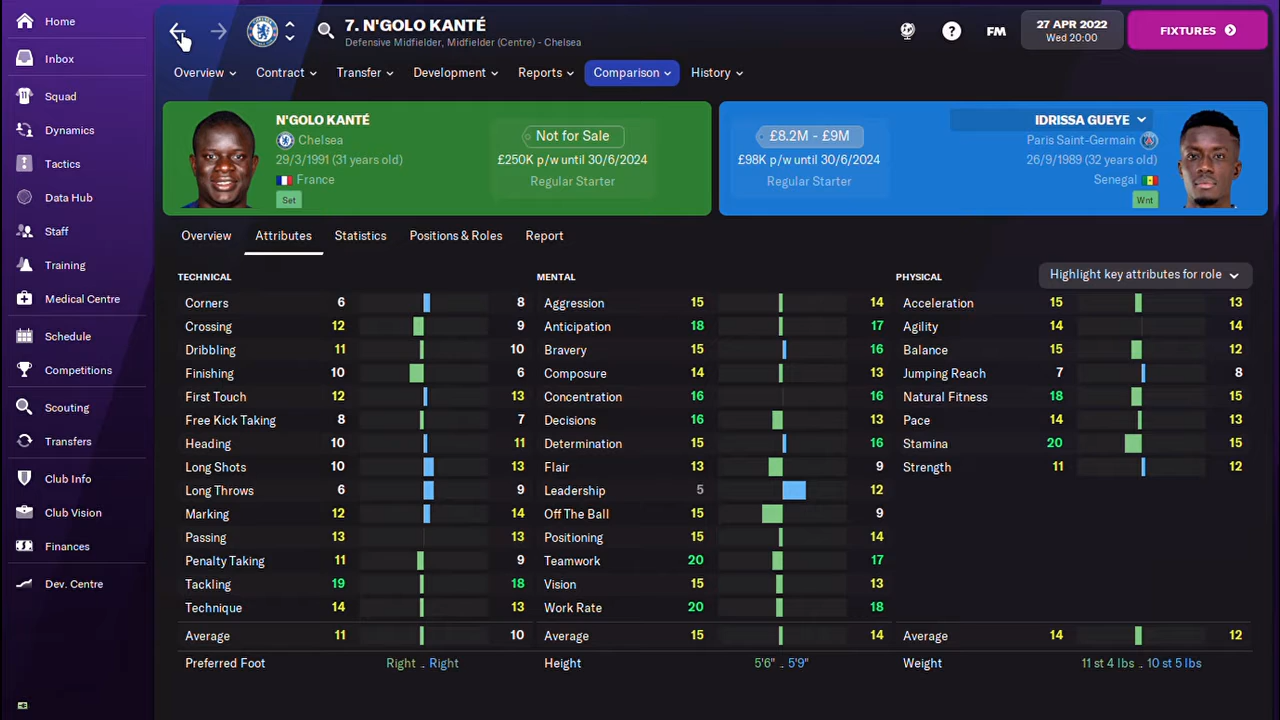 Home
Inbox
Squad
Dynamics
Tactics
Data Hub
Staff
Training
Medical Centre
Schedule
Competitions
Scouting
Transfers
Club Info
Club Vision
Finances
Dev. Centre
7. N'GOLO KANTÉ
Defensive Midfielder, Midfielder (Centre) - Chelsea
? FM
27 APR 2022
Wed 20:00
FIXTURES
Overview Contract Transfer Development Reports Comparison History
N'GOLO KANTÉ
Chelsea
29/3/1991 (31 years old)
France
Set
Not for Sale
£250K p/w until 30/6/2024
Regular Starter
£8.2M - £9M
£98K p/w until 30/6/2024
Regular Starter
IDRISSA GUEYE
Paris Saint-Germain
26/9/1989 (32 years old)
Senegal
Wnt
Overview Attributes Statistics Positions & Roles Report
Highlight key attributes for role
TECHNICAL
Corners 6 8
Crossing 12 9
Dribbling 11 10
Finishing 10 6
First Touch 12 13
Free Kick Taking 8 7
Heading 10 11
Long Shots 10 13
Long Throws 6 9
Marking 12 14
Passing 13 13
Penalty Taking 11 9
Tackling 19 18
Technique 14 13
Average 11 10
Preferred Foot Right .. Right
MENTAL
Aggression 15 14
Anticipation 18 17
Bravery 15 16
Composure 14 13
Concentration 16 16
Decisions 16 13
Determination 15 16
Flair 13 9
Leadership 5 12
Off The Ball 15 9
Positioning 15 14
Teamwork 20 17
Vision 15 13
Work Rate 20 18
Average 15 14
Height 5'6" .. 5'9"
PHYSICAL
Acceleration 15 13
Agility 14 14
Balance 15 12
Jumping Reach 7 8
Natural Fitness 18 15
Pace 14 13
Stamina 20 15
Strength 11 12
Average 14 12
Weight 11 st 4 lbs .. 10 st 5 lbs